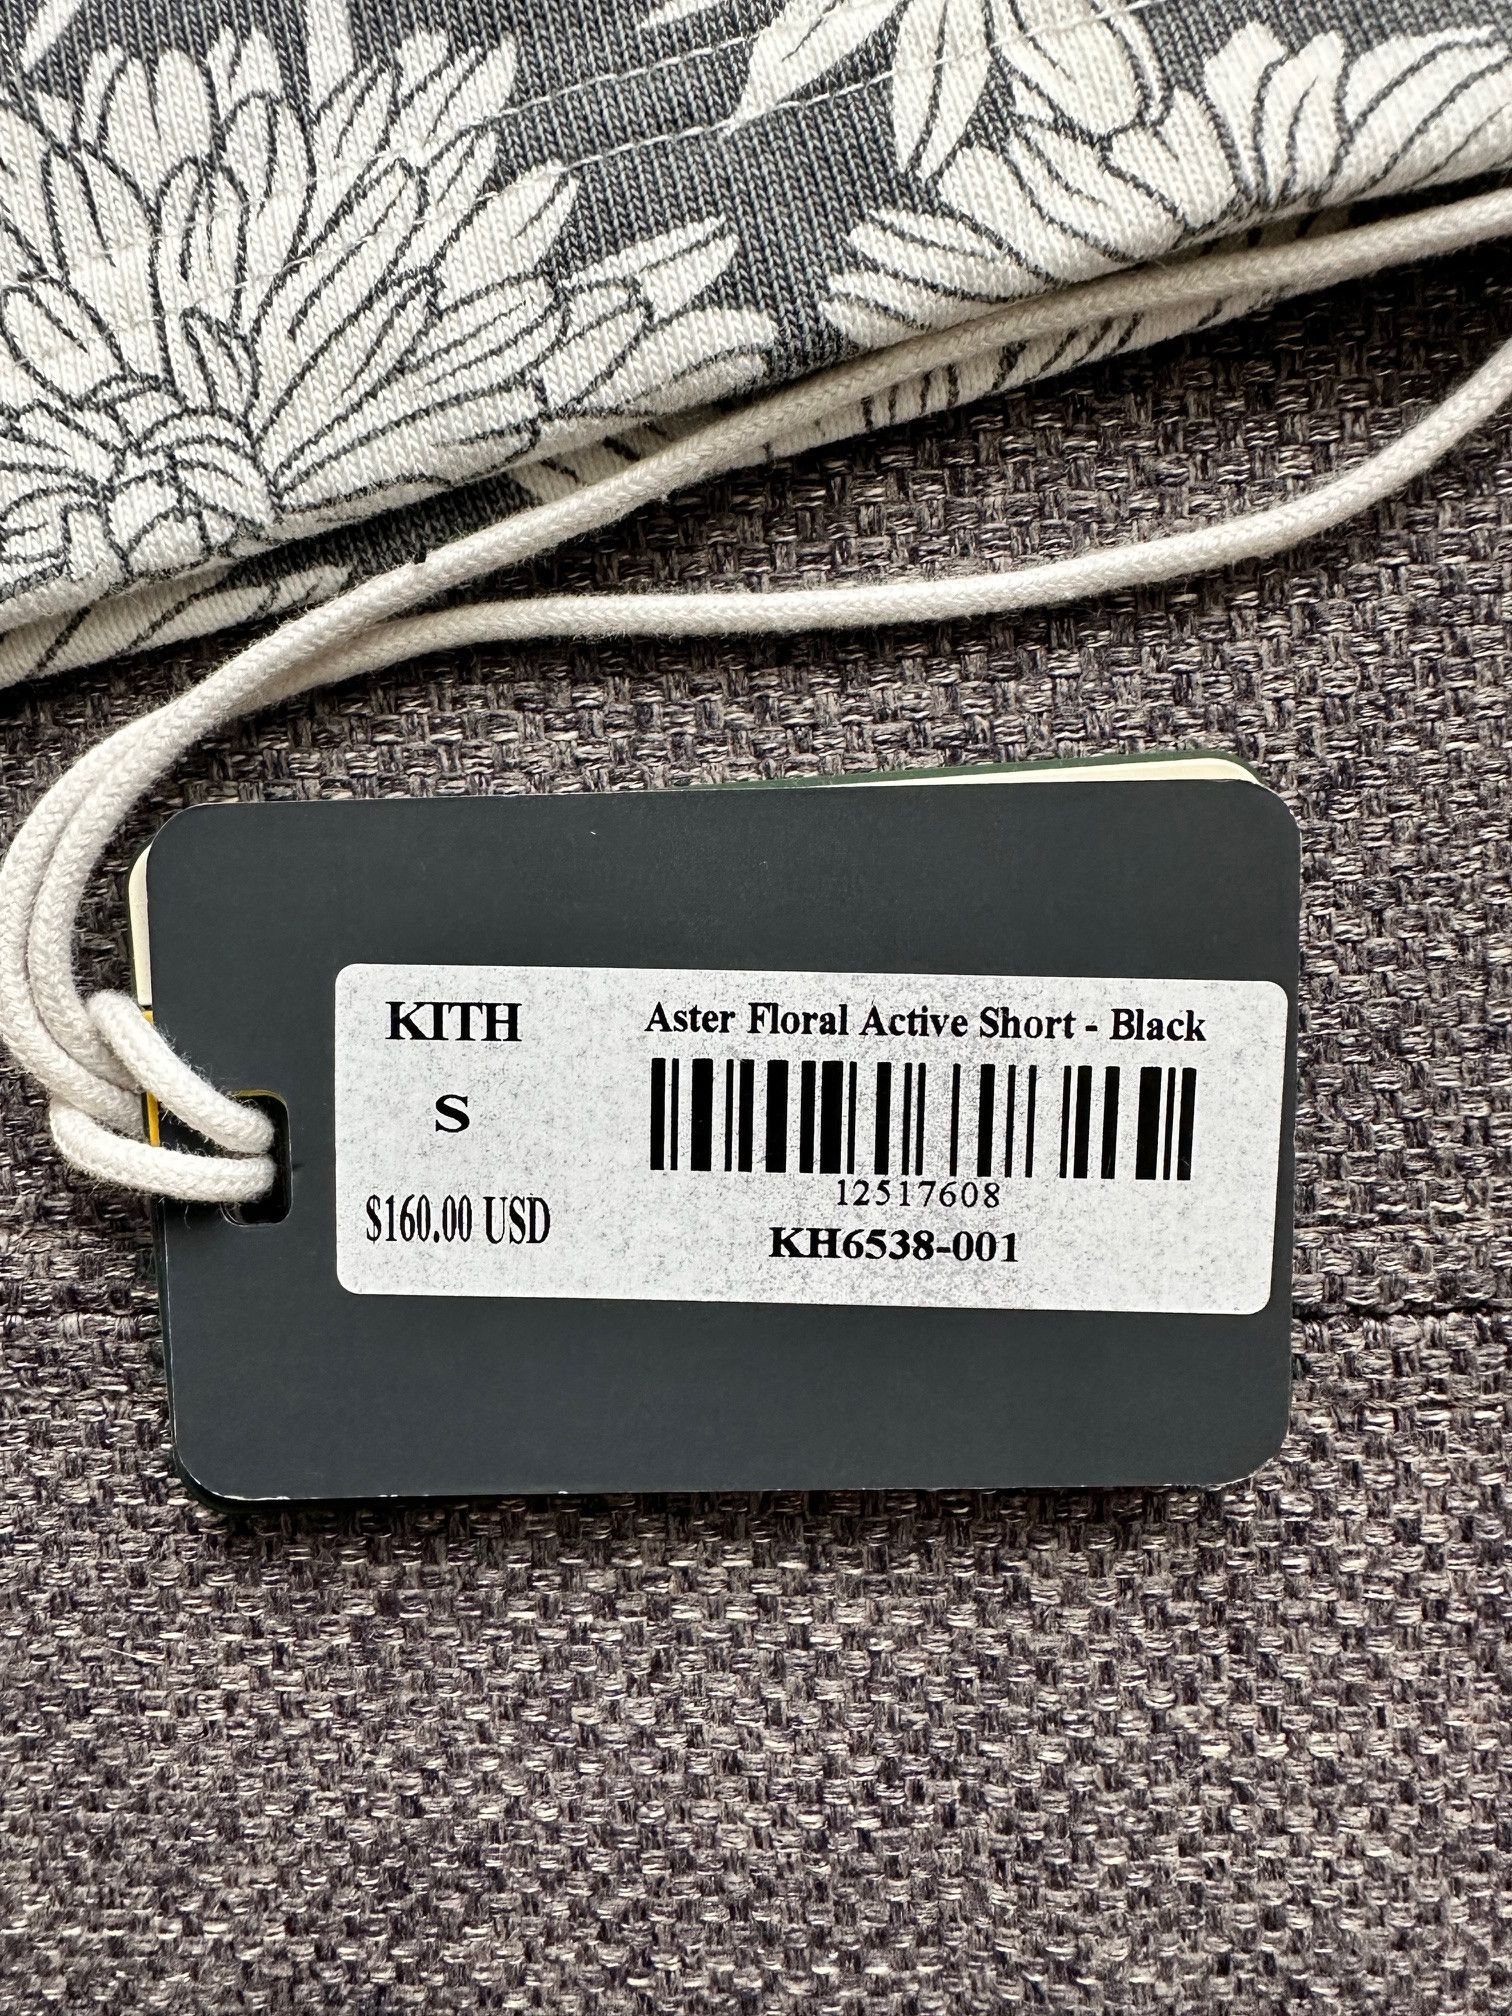 KITH
Aster Floral Active Short - Black
S
12517608
$160.00 USD
KH6538-001